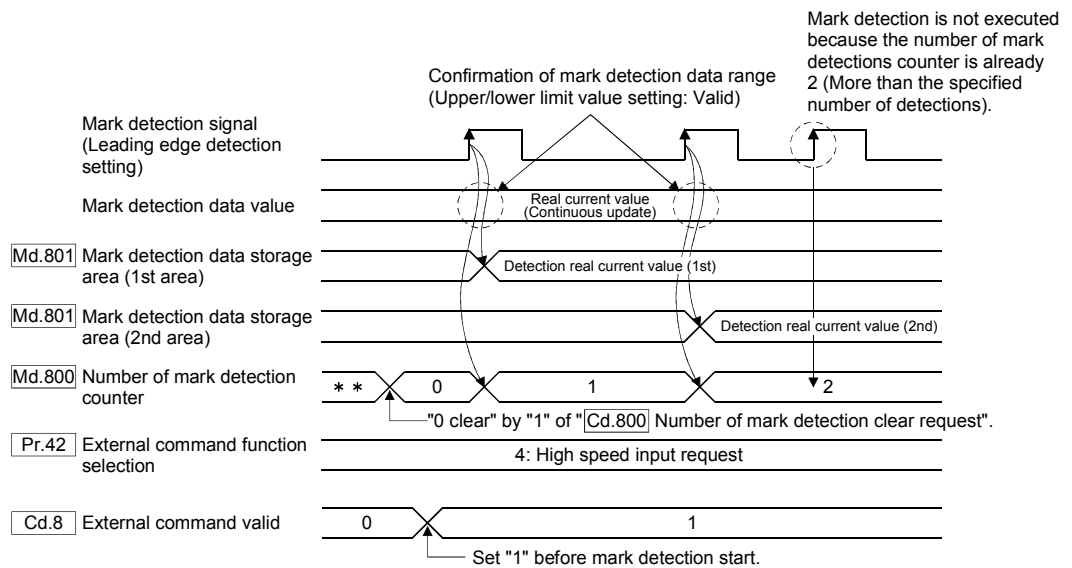 Mark detection is not executed
because the number of mark
detections counter is already
2 (More than the specified
number of detections).
Confirmation of mark detection data range
(Upper/lower limit value setting: Valid)
Mark detection signal
(Leading edge detection
setting)
Mark detection data value
Real current value
(Continuous update)
Md.801 Mark detection data storage
area (1st area)
Detection real current value (1st)
Md.801 Mark detection data storage
area (2nd area)
Detection real current value (2nd)
Md.800 Number of mark detection
counter
* * 0 1 2
"0 clear" by "1" of "Cd.800 Number of mark detection clear request".
Pr.42 External command function
selection
4: High speed input request
Cd.8 External command valid
0 1
Set "1" before mark detection start.